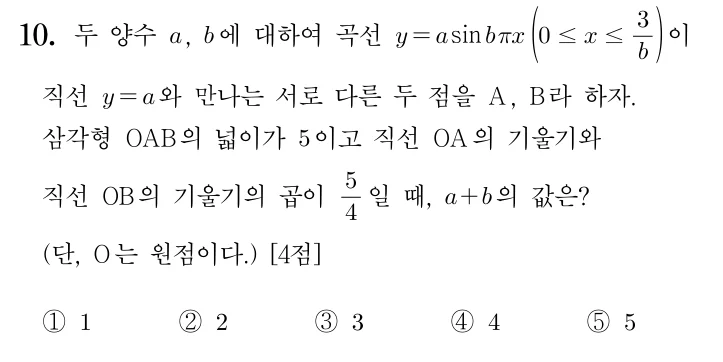 10. 두 양수 a, b에 대하여 곡선 y=a sin bπx (0 ≤ x ≤ 3/b)이
직선 y=a와 만나는 서로 다른 두 점을 A, B라 하자.
삼각형 OAB의 넓이가 5이고 직선 OA의 기울기와
직선 OB의 기울기의 곱이 5/4일 때, a+b의 값은?
(단, O는 원점이다.) [4점]
① 1 ② 2 ③ 3 ④ 4 ⑤ 5